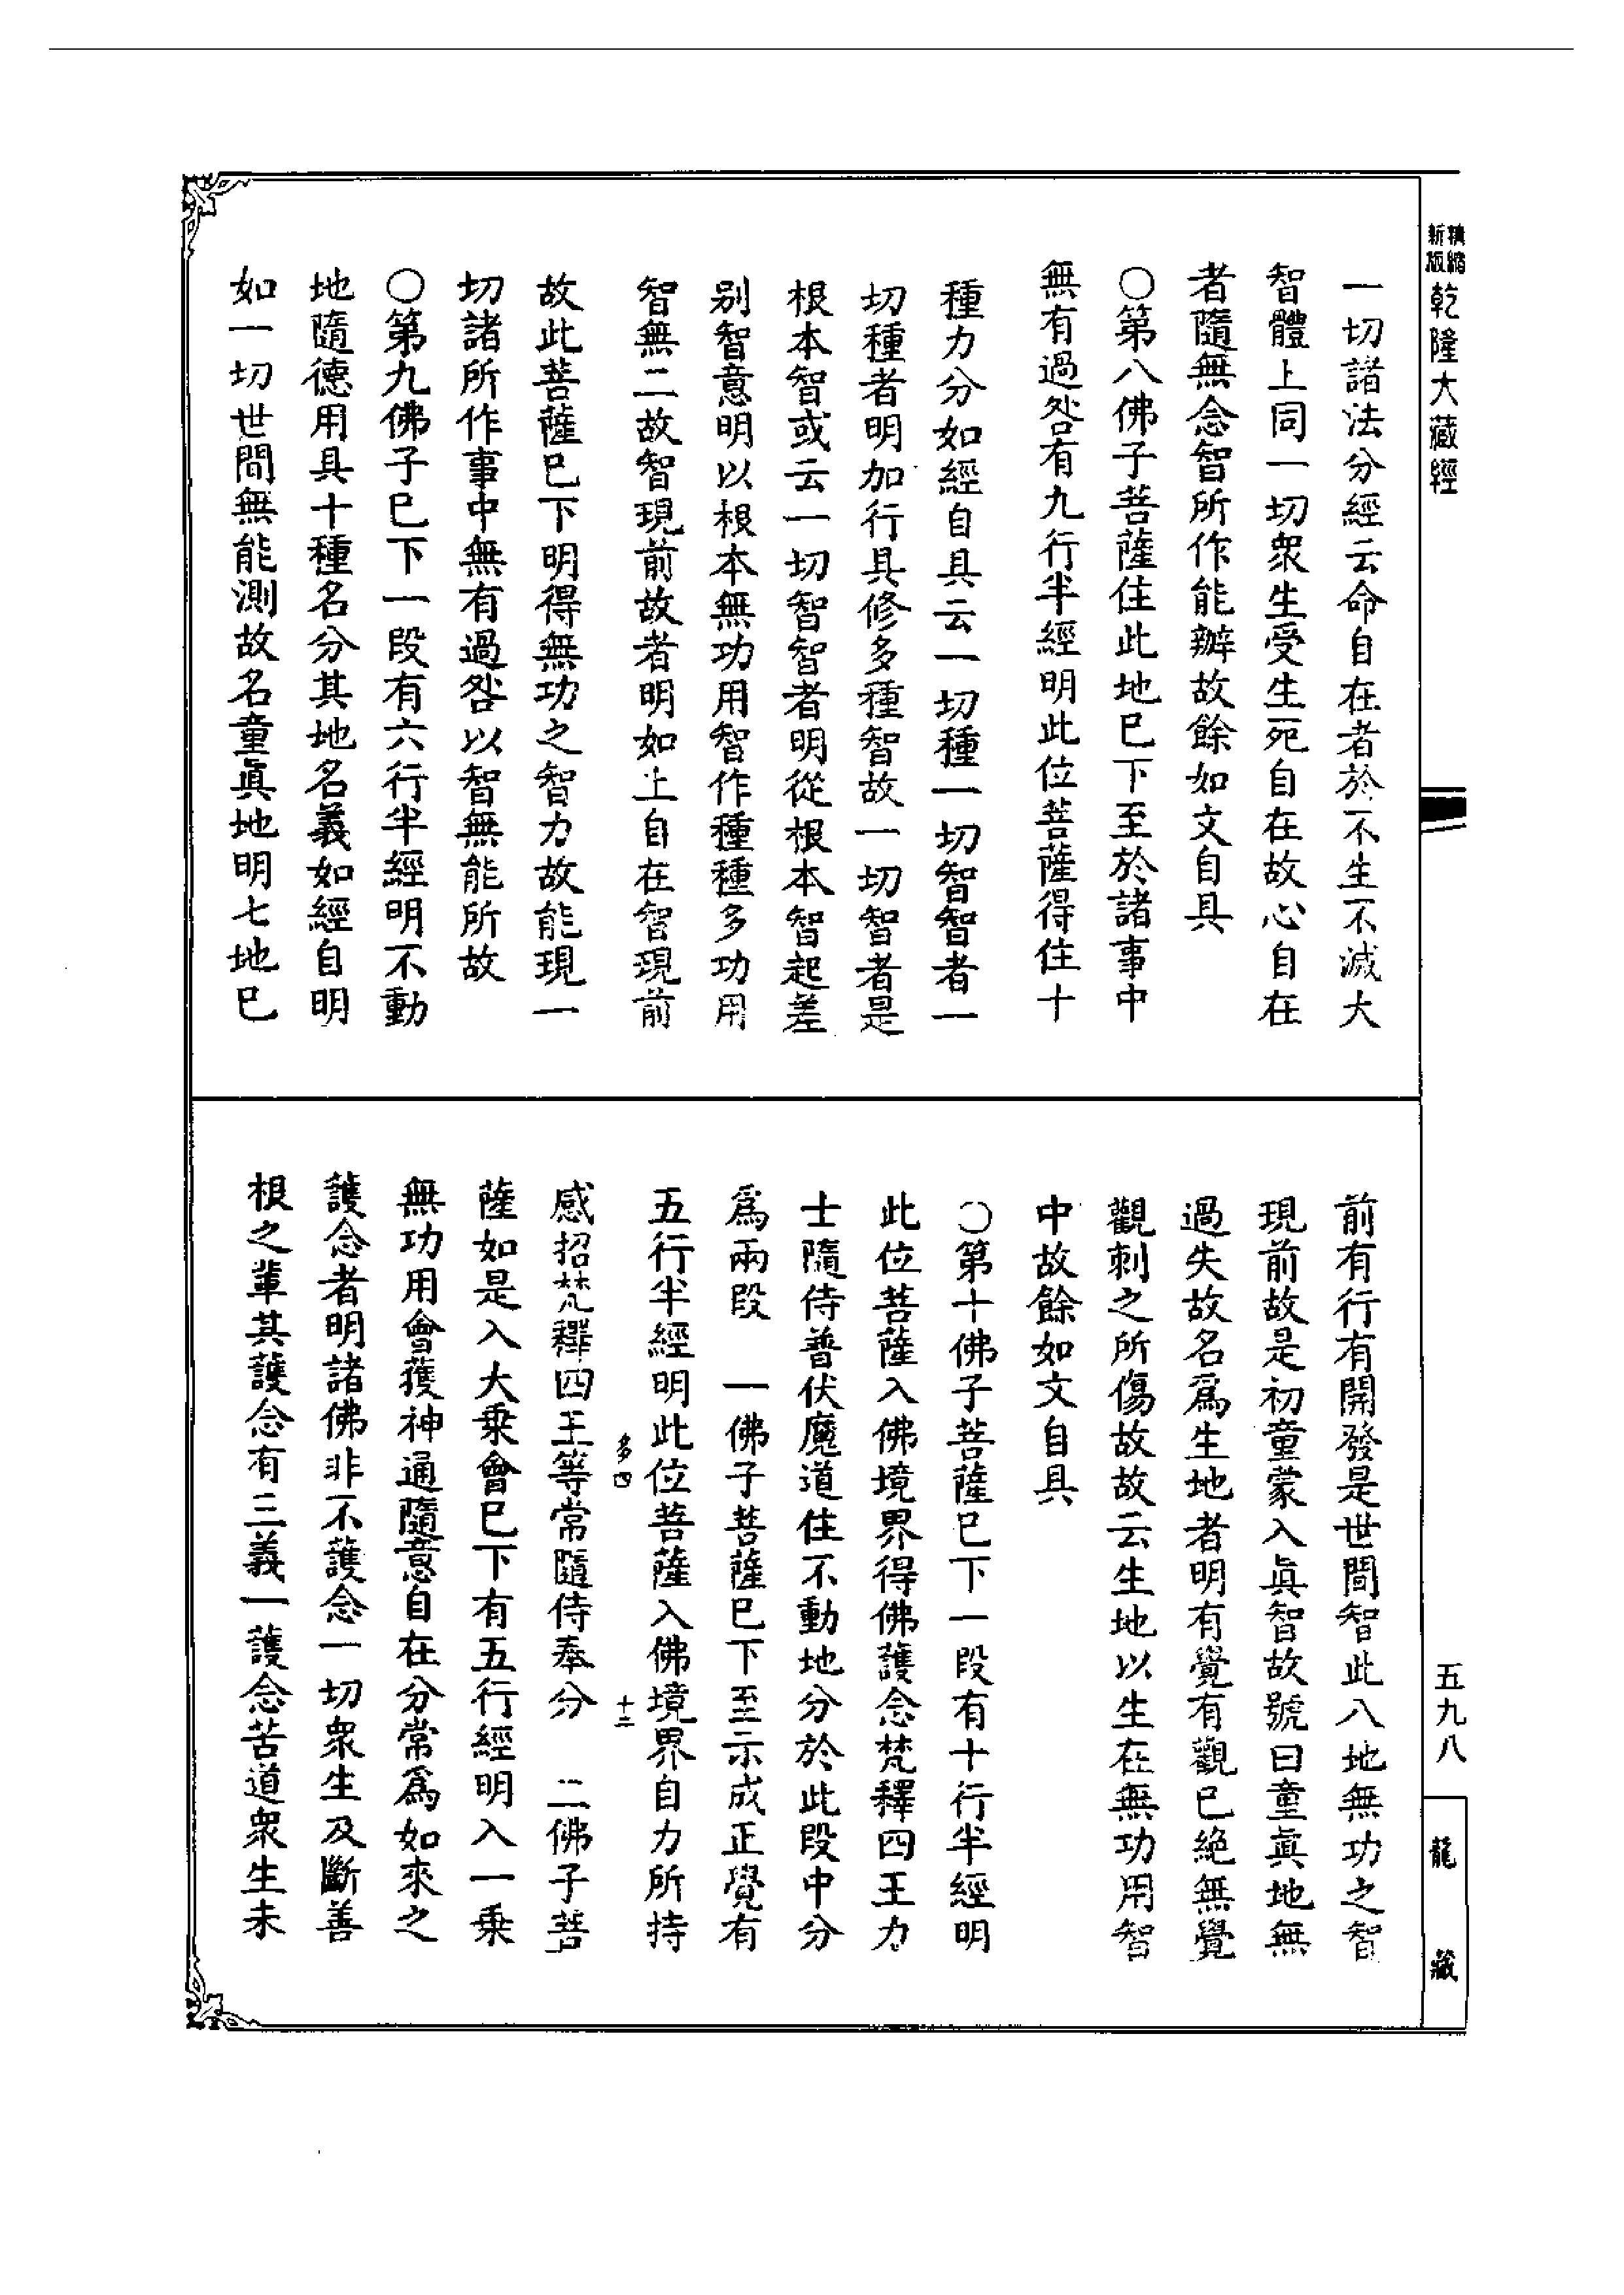 精縮
新版
乾隆大藏經
五九八
龍藏
一切諸法分經云命自在者於不生不滅大
智體上同一切衆生受生死自在故心自在
者隨無念智所作能辦故餘如文自具
○第八佛子菩薩住此地巳下至於諸事中
無有過咎有九行半經明此位菩薩得住十
種力分如經自具云一切種一切智智者一
切種者明加行具修多種智故一切智者是
根本智或云一切智智者明從根本智起差
別智意明以根本無功用智作種種多功用
智無二故智現前故者明如上自在智現前
故此菩薩巳下明得無功之智力故能現一
切諸所作事中無有過咎以智無能所故
○第九佛子巳下一段有六行半經明不動
地隨德用具十種名分其地名義如經自明
如一切世間無能測故名童眞地明七地巳
前有行有開發是世間智此八地無功之智
現前故是初童蒙入眞智故號曰童眞地無
過失故名爲生地者明有覺有觀巳絶無覺
觀刺之所傷故故云生地以生在無功用智
中故餘如文自具
○第十佛子菩薩巳下一段有十行半經明
此位菩薩入佛境界得佛護念梵釋四王力
士隨侍普伏魔道住不動地分於此段中分
爲兩段　一佛子菩薩巳下至示成正覺有
五行半經明此位菩薩入佛境界自力所持
多四　十二
感招梵釋四王等常隨侍奉分　二佛子菩
薩如是入大乗會巳下有五行經明入一乗
無功用會獲神通隨意自在分常爲如來之
護念者明諸佛非不護念一切衆生及斷善
根之輩其護念有三義一護念苦道衆生未